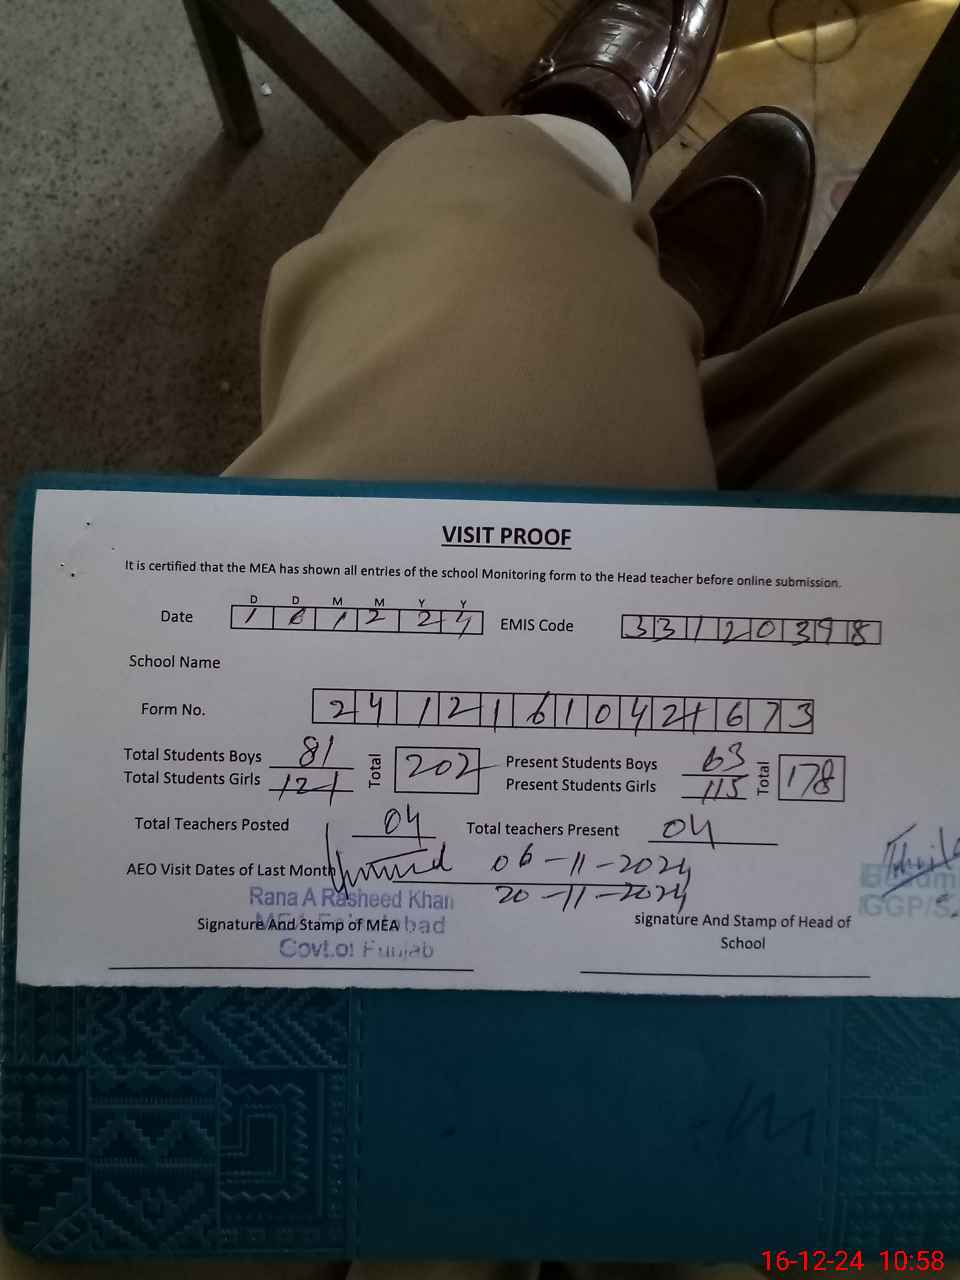 VISIT PROOF
It is certified that the MEA has shown all entries of the school Monitoring form to the Head teacher before online submission.
D D M M Y Y
Date 1 6 1 2 2 4 EMIS Code 3 3 1 2 0 3 9 8
School Name
Form No. 2 4 1 2 1 6 1 0 4 2 4 6 7 3
Total Students Boys 81 Total 202 Present Students Boys 63 Total 178
Total Students Girls 121 Present Students Girls 115
Total Teachers Posted 04 Total teachers Present 04
AEO Visit Dates of Last Month 06-11-2024
20-11-2024
Rana A Rasheed Khan
Signature And Stamp of MEA signature And Stamp of Head of
School
MEA Faisalabad
Govt.of Punjab
GGP/S
16-12-24 10:58